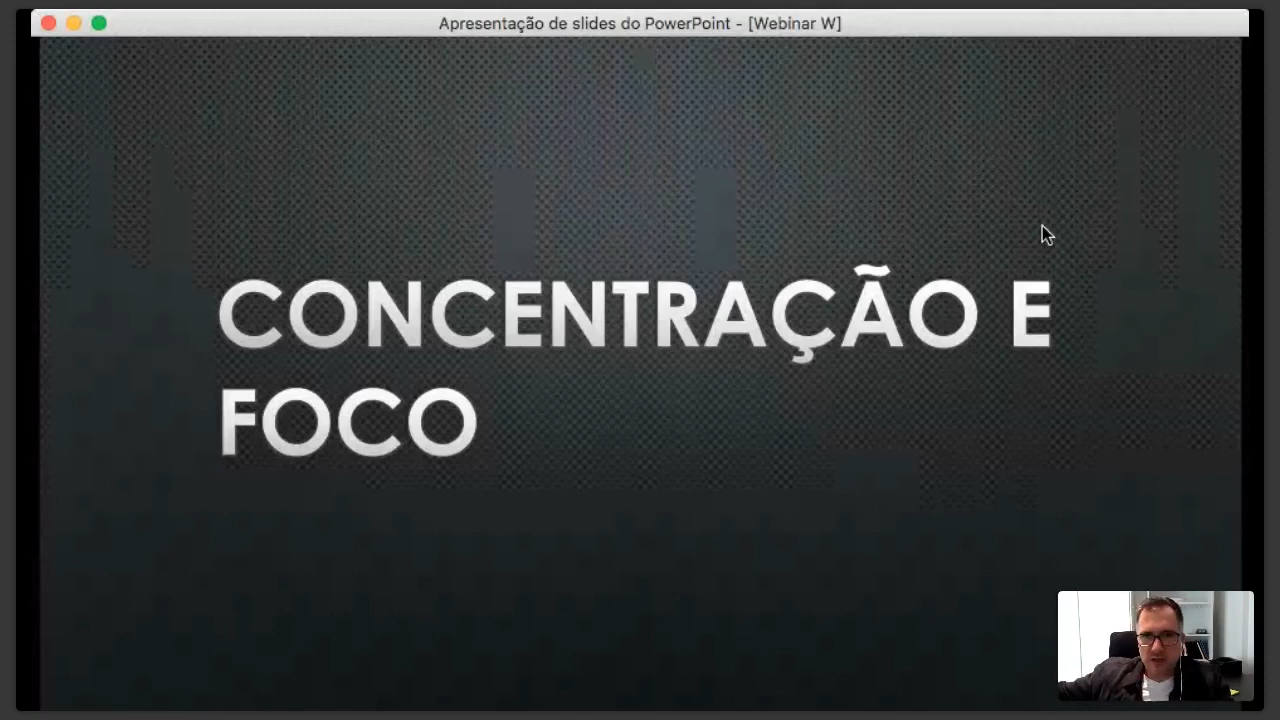 Apresentação de slides do PowerPoint - [Webinar W]
CONCENTRAÇÃO E
FOCO